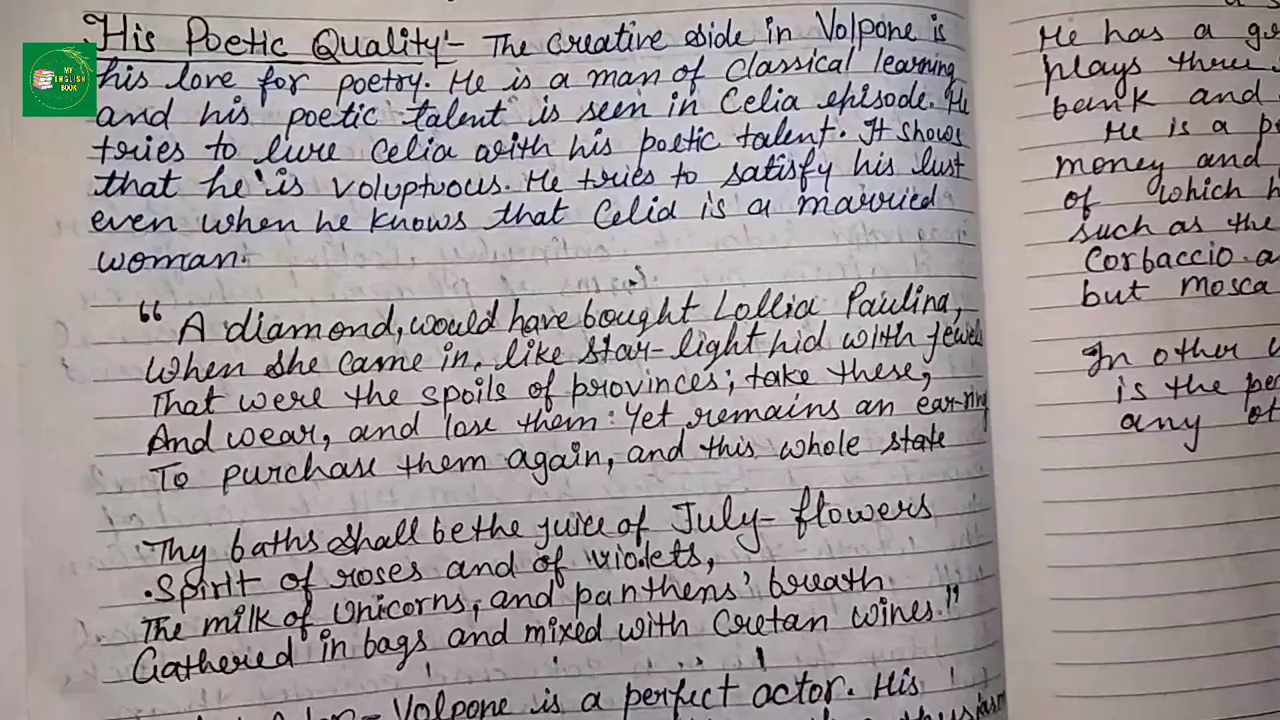 MY
ENGLISH
BOOK
His Poetic Quality:- The creative side in Volpone is
his love for poetry. He is a man of classical learning
and his poetic talent is seen in Celia episode. He
tries to lure Celia with his poetic talent. It shows
that he is voluptuous. He tries to satisfy his lust
even when he knows that Celia is a married
woman.
"A diamond, would have bought Lollia Paulina,
When she came in, like star-light hid with jewels
That were the spoils of provinces; take these,
And wear, and lose them: Yet remains an ear-ring
To purchase them again, and this whole state
Thy baths shall be the juice of July-flowers
Spirit of roses and of violets,
The milk of Unicorns, and panthens' breath
Gathered in bags and mixed with Cretan wines."
Volpone is a perfect actor. His
He has a
plays three
bank and
He is a
money and
of which
such as the
Corbaccio
but Mosca
In other
is the
any